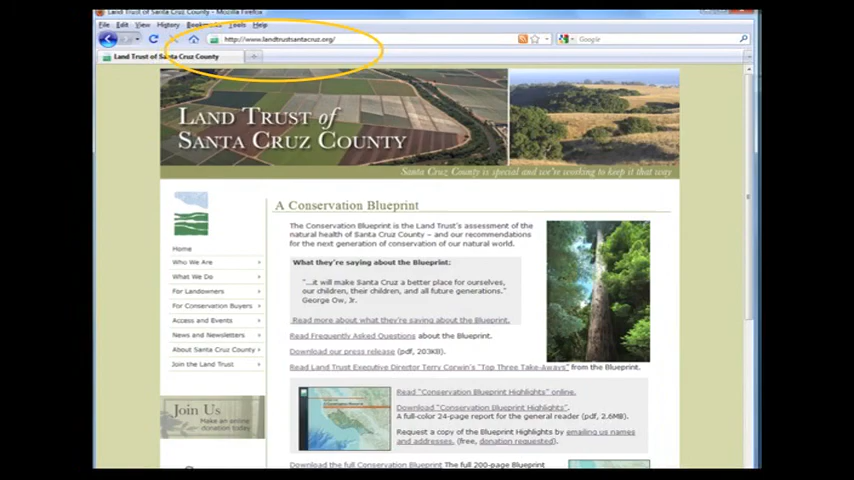 Land Trust of Santa Cruz County - Mozilla Firefox
File Edit View History Bookmarks Tools Help
http://www.landtrustsantacruz.org/
Google
Land Trust of Santa Cruz County
LAND TRUST of
SANTA CRUZ COUNTY
Santa Cruz County is special and we're working to keep it that way
A Conservation Blueprint
The Conservation Blueprint is the Land Trust's assessment of the
natural health of Santa Cruz County – and our recommendations
for the next generation of conservation of our natural world.
What they're saying about the Blueprint:
"...it will make Santa Cruz a better place for ourselves,
our children, their children, and all future generations."
George Ow, Jr.
Read more about what they're saying about the Blueprint.
Read Frequently Asked Questions about the Blueprint.
Download our press release (pdf, 203KB).
Read Land Trust Executive Director Terry Corwin's "Top Three Take-Aways" from the Blueprint.
Read "Conservation Blueprint Highlights" online.
Download "Conservation Blueprint Highlights".
A full-color 24-page report for the general reader (pdf, 2.6MB).
Request a copy of the Blueprint Highlights by emailing us names
and addresses. (free, donation requested).
Download the full Conservation Blueprint The full 200-page Blueprint
Home
Who We Are
What We Do
For Landowners
For Conservation Buyers
Access and Events
News and Newsletters
About Santa Cruz County
Join the Land Trust
Join Us
Make an online
donation today